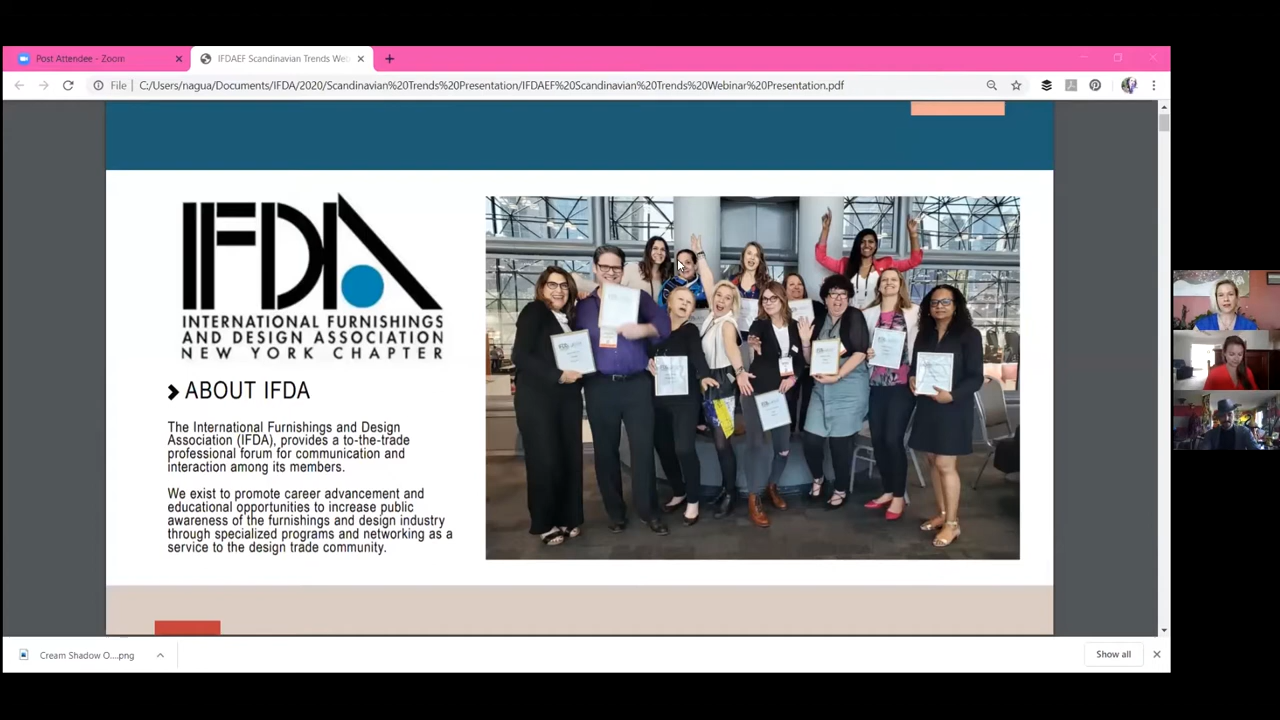 Post Attendee - Zoom
IFDAEF Scandinavian Trends Web
File
C:/Users/nagua/Documents/IFDA/2020/Scandinavian%20Trends%20Presentation/IFDAEF%20Scandinavian%20Trends%20Webinar%20Presentation.pdf
IFDA
INTERNATIONAL FURNISHINGS
AND DESIGN ASSOCIATION
NEW YORK CHAPTER
ABOUT IFDA
The International Furnishings and Design
Association (IFDA), provides a to-the-trade
professional forum for communication and
interaction among its members.
We exist to promote career advancement and
educational opportunities to increase public
awareness of the furnishings and design industry
through specialized programs and networking as a
service to the design trade community.
Cream Shadow O....png
Show all